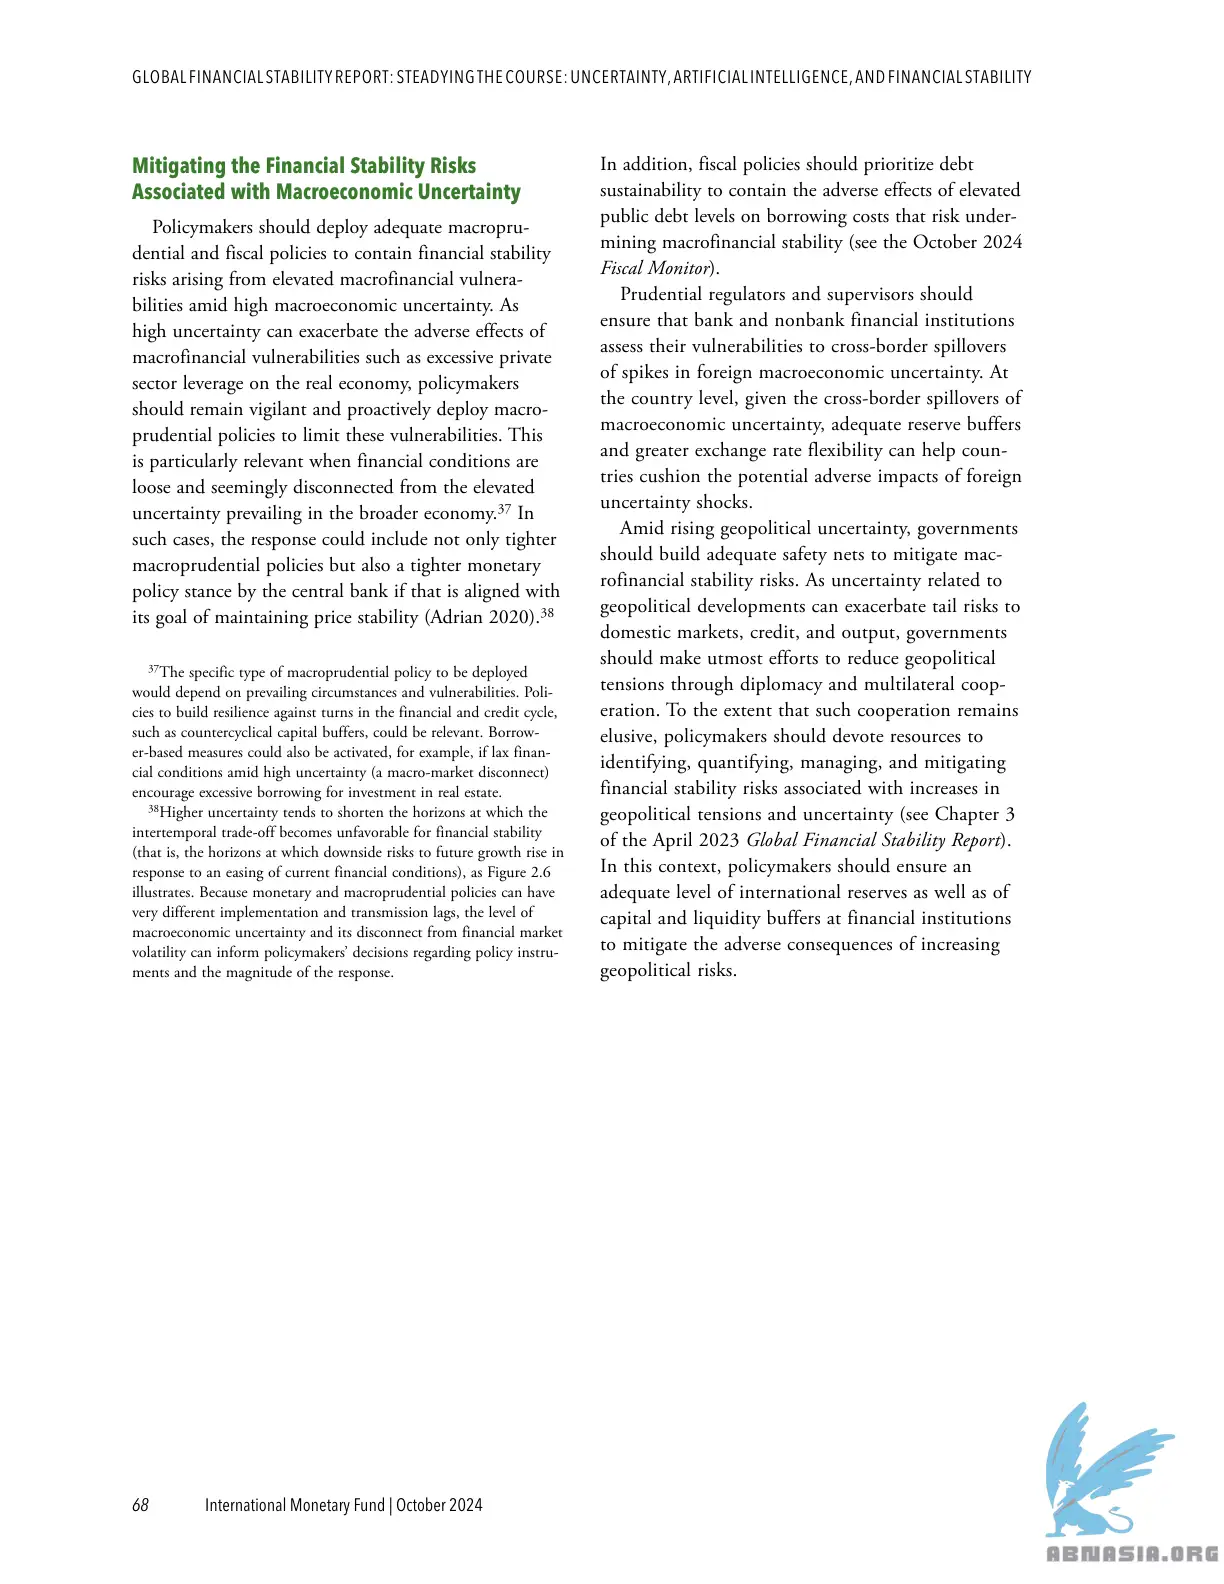 GLOBAL FINANCIAL STABILITY REPORT: STEADYING THE COURSE: UNCERTAINTY, ARTIFICIAL INTELLIGENCE, AND FINANCIAL STABILITY
Mitigating the Financial Stability Risks
Associated with Macroeconomic Uncertainty
Policymakers should deploy adequate macropru-
dential and fiscal policies to contain financial stability
risks arising from elevated macrofinancial vulnera-
bilities amid high macroeconomic uncertainty. As
high uncertainty can exacerbate the adverse effects of
macrofinancial vulnerabilities such as excessive private
sector leverage on the real economy, policymakers
should remain vigilant and proactively deploy macro-
prudential policies to limit these vulnerabilities. This
is particularly relevant when financial conditions are
loose and seemingly disconnected from the elevated
uncertainty prevailing in the broader economy.37 In
such cases, the response could include not only tighter
macroprudential policies but also a tighter monetary
policy stance by the central bank if that is aligned with
its goal of maintaining price stability (Adrian 2020).38
37The specific type of macroprudential policy to be deployed
would depend on prevailing circumstances and vulnerabilities. Poli-
cies to build resilience against turns in the financial and credit cycle,
such as countercyclical capital buffers, could be relevant. Borrow-
er-based measures could also be activated, for example, if lax finan-
cial conditions amid high uncertainty (a macro-market disconnect)
encourage excessive borrowing for investment in real estate.
38Higher uncertainty tends to shorten the horizons at which the
intertemporal trade-off becomes unfavorable for financial stability
(that is, the horizons at which downside risks to future growth rise in
response to an easing of current financial conditions), as Figure 2.6
illustrates. Because monetary and macroprudential policies can have
very different implementation and transmission lags, the level of
macroeconomic uncertainty and its disconnect from financial market
volatility can inform policymakers’ decisions regarding policy instru-
ments and the magnitude of the response.
In addition, fiscal policies should prioritize debt
sustainability to contain the adverse effects of elevated
public debt levels on borrowing costs that risk under-
mining macrofinancial stability (see the October 2024
Fiscal Monitor).
Prudential regulators and supervisors should
ensure that bank and nonbank financial institutions
assess their vulnerabilities to cross-border spillovers
of spikes in foreign macroeconomic uncertainty. At
the country level, given the cross-border spillovers of
macroeconomic uncertainty, adequate reserve buffers
and greater exchange rate flexibility can help coun-
tries cushion the potential adverse impacts of foreign
uncertainty shocks.
Amid rising geopolitical uncertainty, governments
should build adequate safety nets to mitigate mac-
rofinancial stability risks. As uncertainty related to
geopolitical developments can exacerbate tail risks to
domestic markets, credit, and output, governments
should make utmost efforts to reduce geopolitical
tensions through diplomacy and multilateral coop-
eration. To the extent that such cooperation remains
elusive, policymakers should devote resources to
identifying, quantifying, managing, and mitigating
financial stability risks associated with increases in
geopolitical tensions and uncertainty (see Chapter 3
of the April 2023 Global Financial Stability Report).
In this context, policymakers should ensure an
adequate level of international reserves as well as of
capital and liquidity buffers at financial institutions
to mitigate the adverse consequences of increasing
geopolitical risks.
68 International Monetary Fund | October 2024
ABNASIA.ORG